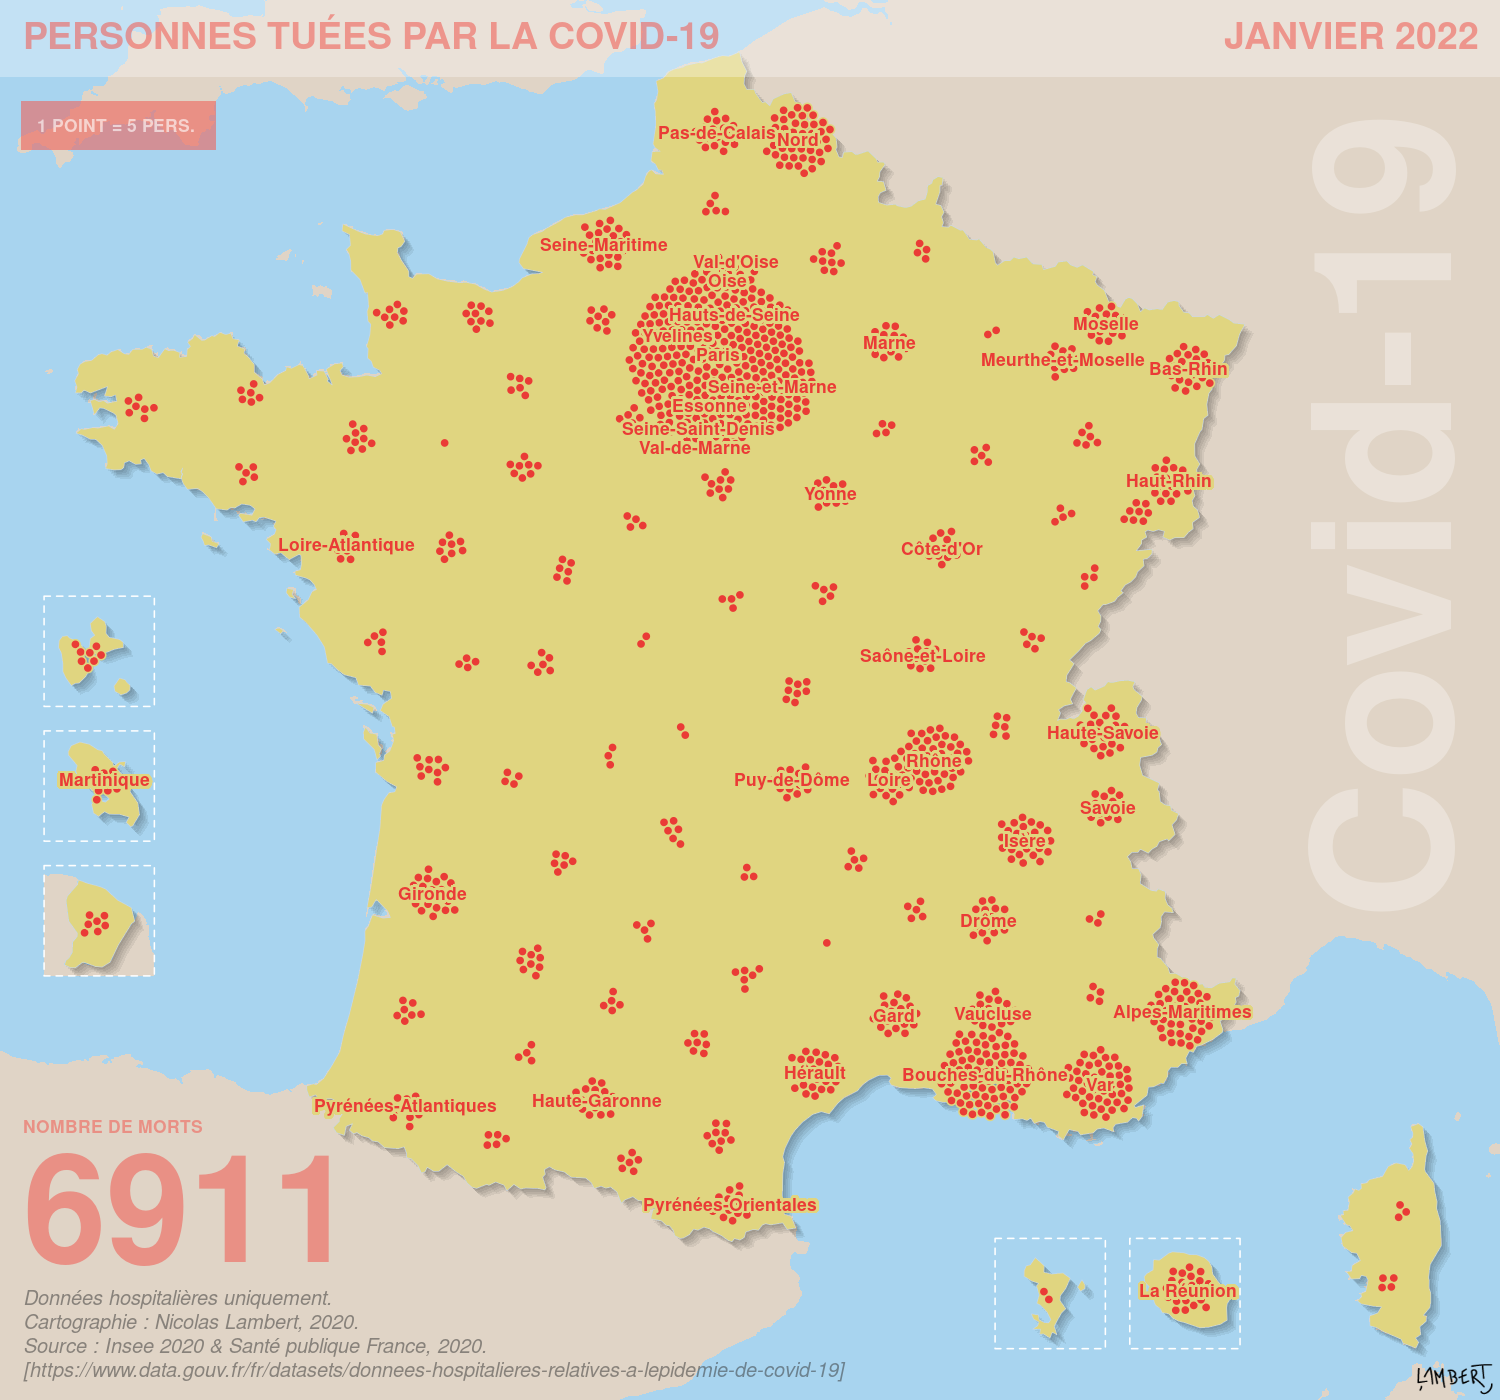 PERSONNES TUÉES PAR LA COVID-19
JANVIER 2022
1 POINT = 5 PERS.
Covid-19
Pas-de-Calais
Nord
Seine-Maritime
Val-d'Oise
Oise
Hauts-de-Seine
Yvelines
Paris
Seine-et-Marne
Essonne
Seine-Saint-Denis
Val-de-Marne
Marne
Moselle
Meurthe-et-Moselle
Bas-Rhin
Haut-Rhin
Yonne
Loire-Atlantique
Côte-d'Or
Saône-et-Loire
Haute-Savoie
Rhône
Loire
Puy-de-Dôme
Martinique
Savoie
Isère
Gironde
Drôme
Gard
Vaucluse
Alpes-Maritimes
Hérault
Bouches-du-Rhône
Var
Haute-Garonne
Pyrénées-Atlantiques
Pyrénées-Orientales
La Réunion
NOMBRE DE MORTS
6911
Données hospitalières uniquement.
Cartographie : Nicolas Lambert, 2020.
Source : Insee 2020 & Santé publique France, 2020.
[https://www.data.gouv.fr/fr/datasets/donnees-hospitalieres-relatives-a-lepidemie-de-covid-19]
LAMBERT